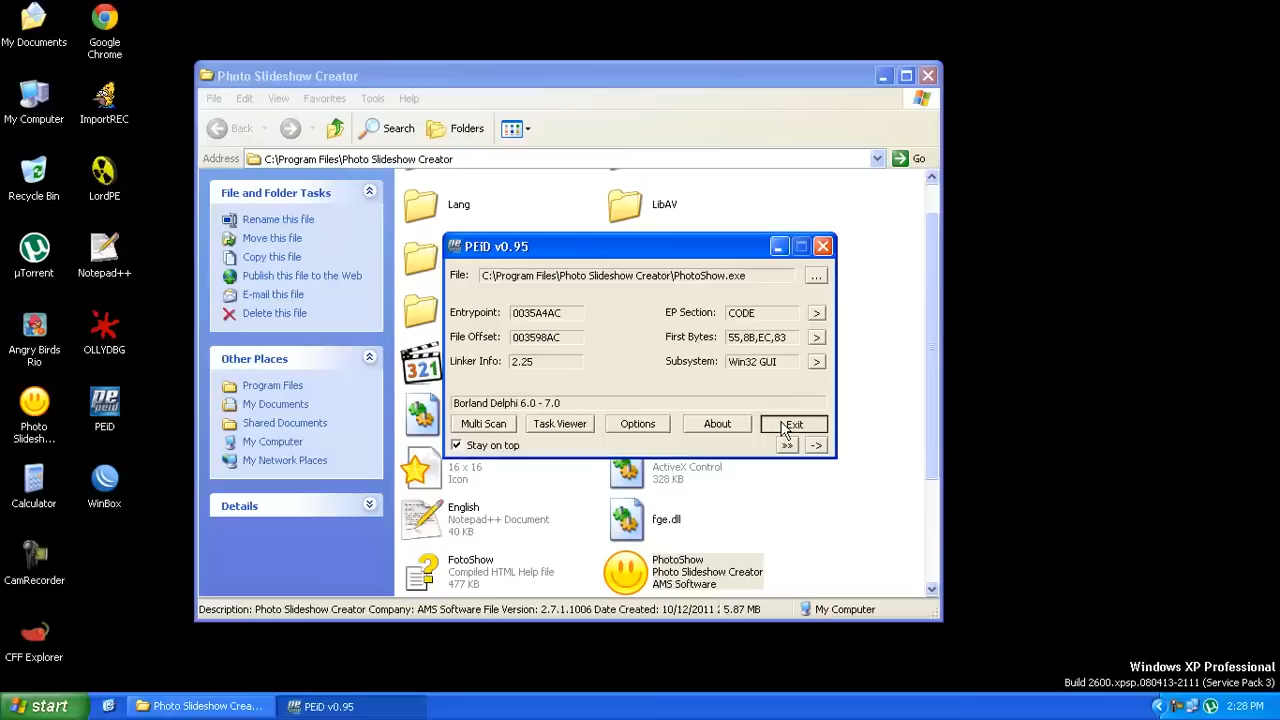 My Documents
Google Chrome
My Computer
ImportREC
Recycle Bin
LordPE
µTorrent
Notepad++
Angry Birds Rio
OLLYDBG
Photo Slidesh...
PEiD
Calculator
WinBox
CamRecorder
CFF Explorer
Photo Slideshow Creator
File Edit View Favorites Tools Help
Back Search Folders
Address C:\Program Files\Photo Slideshow Creator Go
File and Folder Tasks
Rename this file
Move this file
Copy this file
Publish this file to the Web
E-mail this file
Delete this file
Other Places
Program Files
My Documents
Shared Documents
My Computer
My Network Places
Details
Lang
LibAV
PEiD v0.95
File: C:\Program Files\Photo Slideshow Creator\PhotoShow.exe ...
Entrypoint: 0035A4AC EP Section: CODE >
File Offset: 003598AC First Bytes: 55,8B,EC,83 >
Linker Info: 2.25 Subsystem: Win32 GUI >
Borland Delphi 6.0 - 7.0
Multi Scan Task Viewer Options About Exit
Stay on top >> ->
321
16 x 16
Icon
ActiveX Control
328 KB
English
Notepad++ Document
40 KB
fge.dll
FotoShow
Compiled HTML Help file
477 KB
PhotoShow
Photo Slideshow Creator
AMS Software
Description: Photo Slideshow Creator Company: AMS Software File Version: 2.7.1.1006 Date Created: 10/12/2011 2 5.87 MB My Computer
Windows XP Professional
Build 2600.xpsp.080413-2111 (Service Pack 3)
start Photo Slideshow Crea... PEiD v0.95 2:28 PM